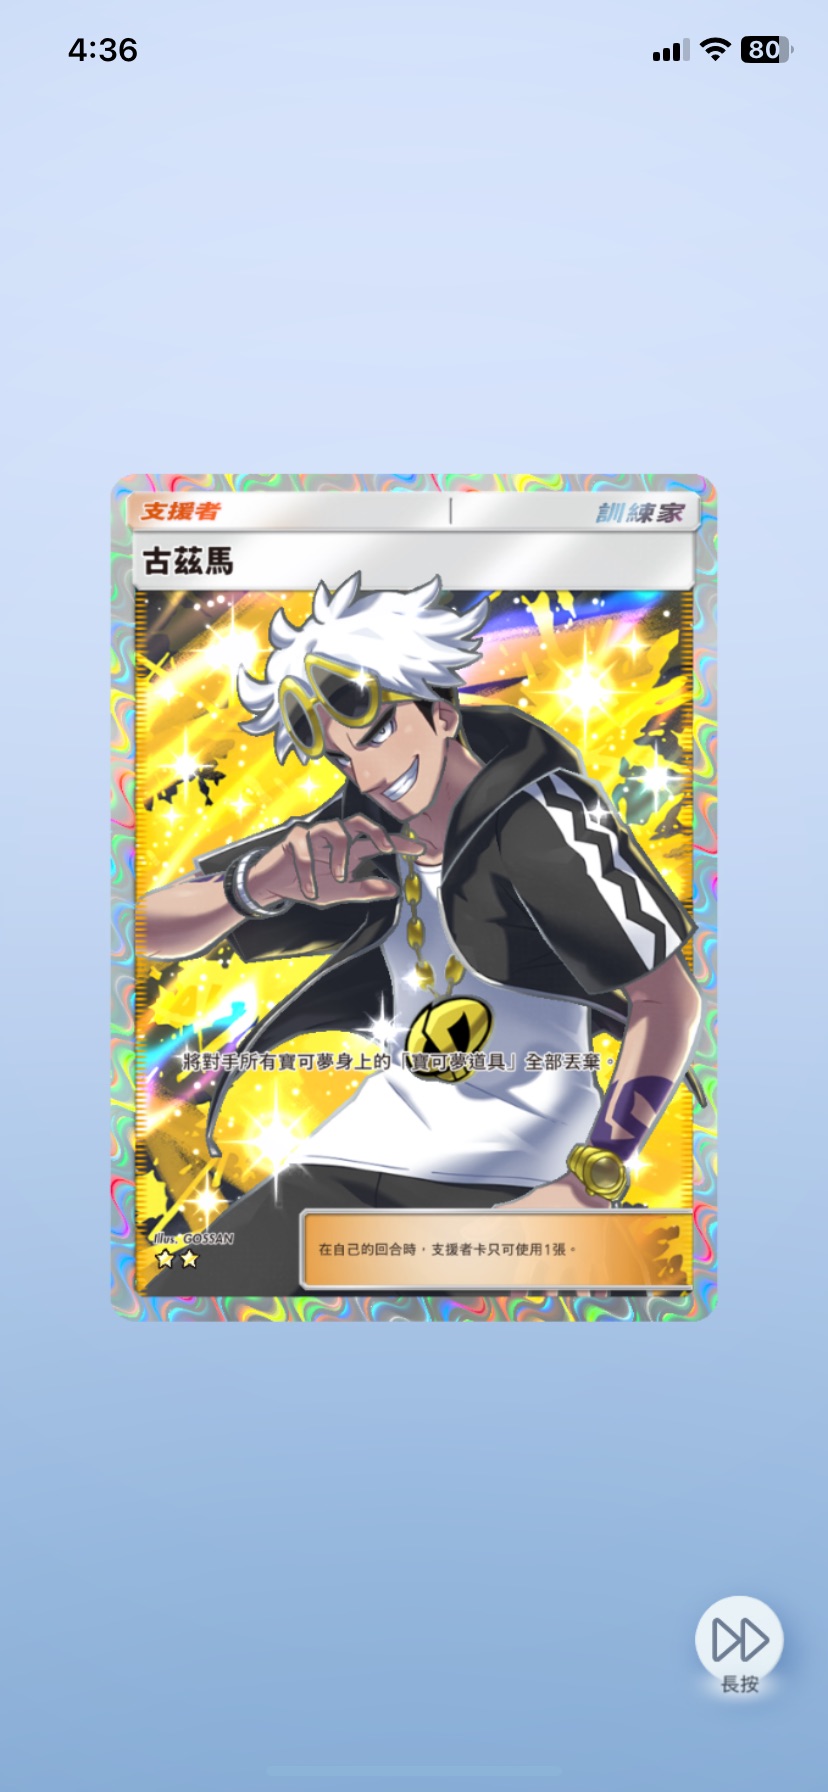 4:36
80
支援者
訓練家
古茲馬
將對手所有寶可夢身上的「寶可夢道具」全部丟棄。
Illus. GOSSAN
在自己的回合時，支援者卡只可使用1張。
長按